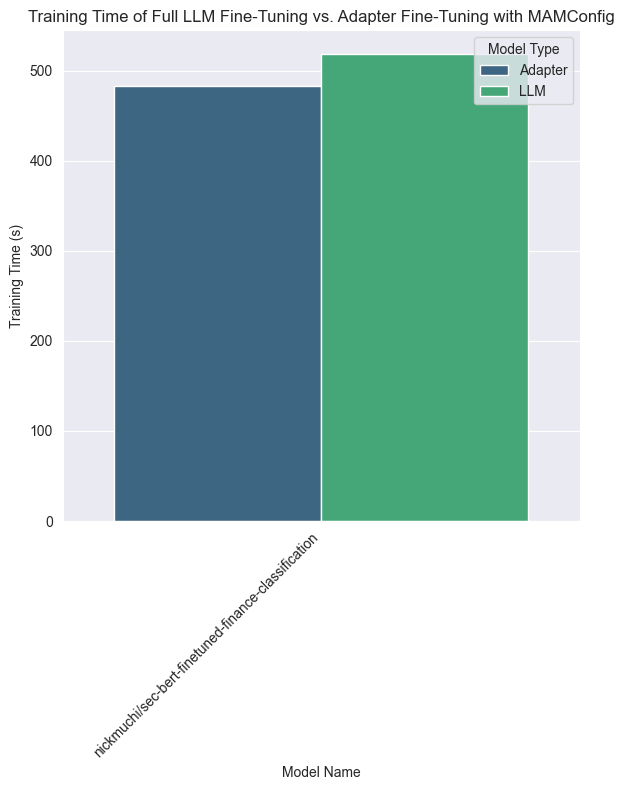 Training Time of Full LLM Fine-Tuning vs. Adapter Fine-Tuning with MAMConfig
Model Type
Adapter
LLM
Training Time (s)
500
400
300
200
100
0
nickmuchi/sec-bert-finetuned-finance-classification
Model Name